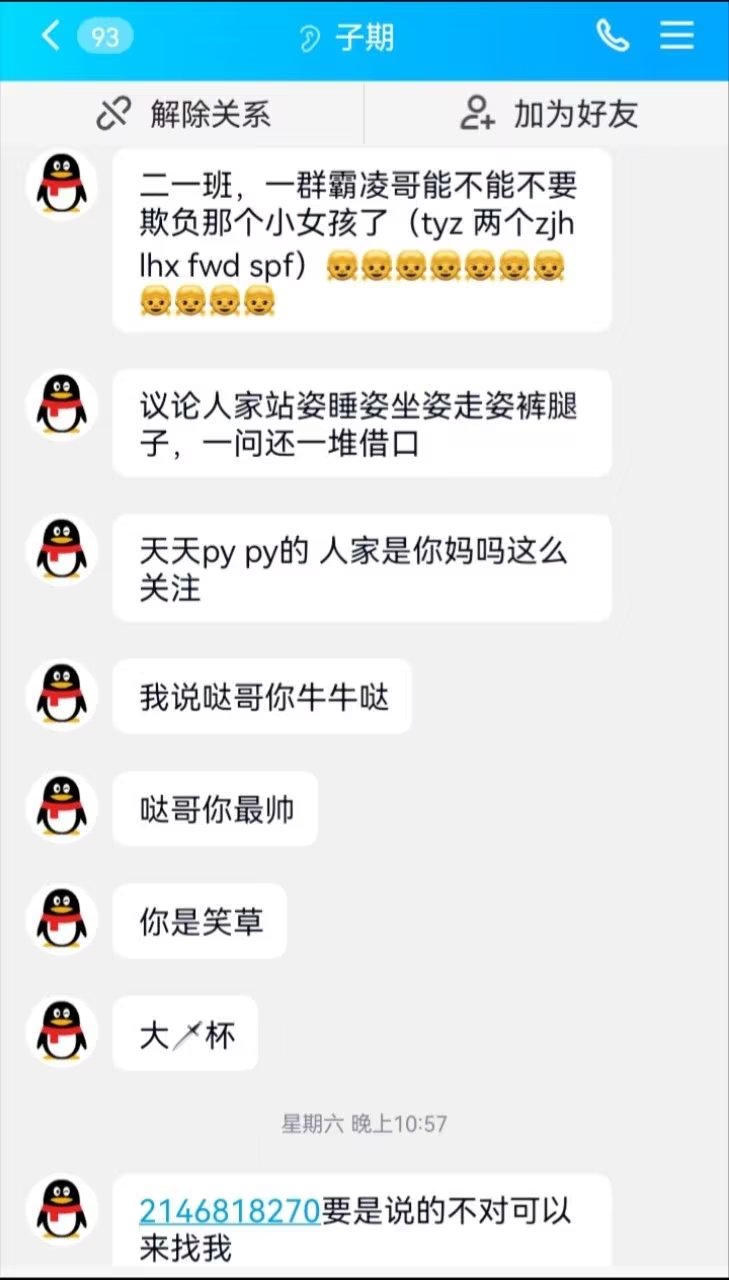 93
子期
解除关系
加为好友
二一班，一群霸凌哥能不能不要
欺负那个小女孩了（tyz 两个zjh
lhx fwd spf）👧👧👧👧👧👧👧
👧👧👧👧
议论人家站姿睡姿坐姿走姿裤腿
子，一问还一堆借口
天天py py的 人家是你妈吗这么
关注
我说哒哥你牛牛哒
哒哥你最帅
你是笑草
大🗡杯
星期六 晚上10:57
2146818270要是说的不对可以
来找我